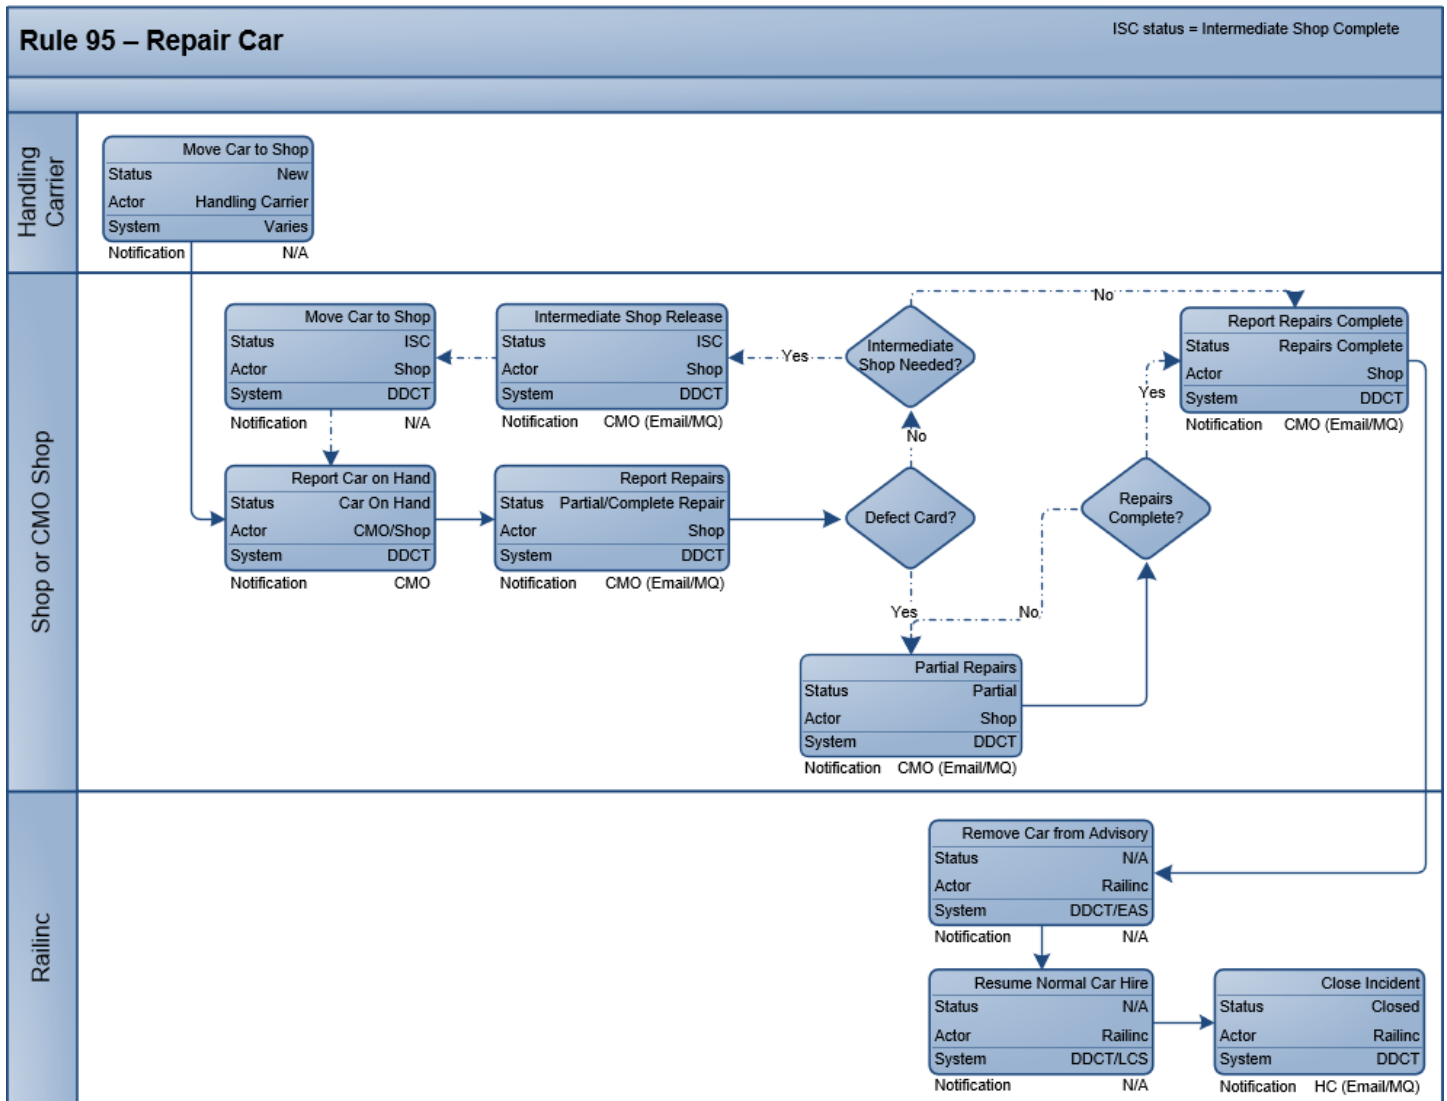 Rule 95 – Repair Car
ISC status = Intermediate Shop Complete
Handling
Carrier
Move Car to Shop
Status New
Actor Handling Carrier
System Varies
Notification N/A
Shop or CMO Shop
Move Car to Shop
Status ISC
Actor Shop
System DDCT
Notification N/A
Intermediate Shop Release
Status ISC
Actor Shop
System DDCT
Notification CMO (Email/MQ)
Yes
Intermediate
Shop Needed?
No
Report Repairs Complete
Status Repairs Complete
Actor Shop
System DDCT
Notification CMO (Email/MQ)
Yes
No
Report Car on Hand
Status Car On Hand
Actor CMO/Shop
System DDCT
Notification CMO
Report Repairs
Status Partial/Complete Repair
Actor Shop
System DDCT
Notification CMO (Email/MQ)
Defect Card?
Repairs
Complete?
Yes
No
Partial Repairs
Status Partial
Actor Shop
System DDCT
Notification CMO (Email/MQ)
Railinc
Remove Car from Advisory
Status N/A
Actor Railinc
System DDCT/EAS
Notification N/A
Resume Normal Car Hire
Status N/A
Actor Railinc
System DDCT/LCS
Notification N/A
Close Incident
Status Closed
Actor Railinc
System DDCT
Notification HC (Email/MQ)